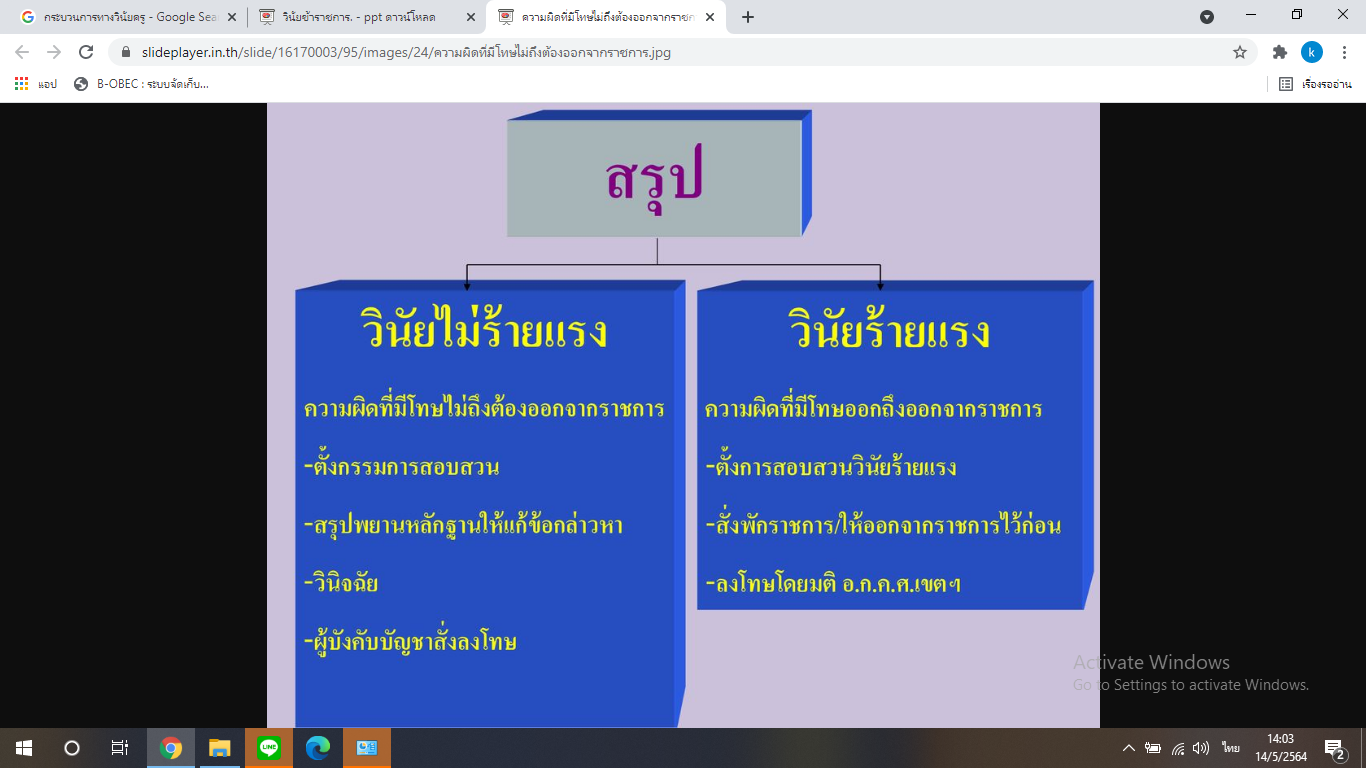 กระบวนการทางวินัยครู - Google Sea
วินัยข้าราชการ. - ppt ดาวน์โหลด
ความผิดที่มีโทษไม่ถึงต้องออกจากราชก
slideplayer.in.th/slide/16170003/95/images/24/ความผิดที่มีโทษไม่ถึงต้องออกจากราชการ.jpg
k
แอป
B-OBEC : ระบบจัดเก็บ...
เรื่องรออ่าน
สรุป
วินัยไม่ร้ายแรง
ความผิดที่มีโทษไม่ถึงต้องออกจากราชการ
-ตั้งกรรมการสอบสวน
-สรุปพยานหลักฐานให้แก้ข้อกล่าวหา
-วินิจฉัย
-ผู้บังคับบัญชาสั่งลงโทษ
วินัยร้ายแรง
ความผิดที่มีโทษออกถึงออกจากราชการ
-ตั้งการสอบสวนวินัยร้ายแรง
-สั่งพักราชการ/ให้ออกจากราชการไว้ก่อน
-ลงโทษโดยมติ อ.ก.ค.ศ.เขตฯ
Activate Windows
Go to Settings to activate Windows.
LINE
ไทย
14:03
14/5/2564
2